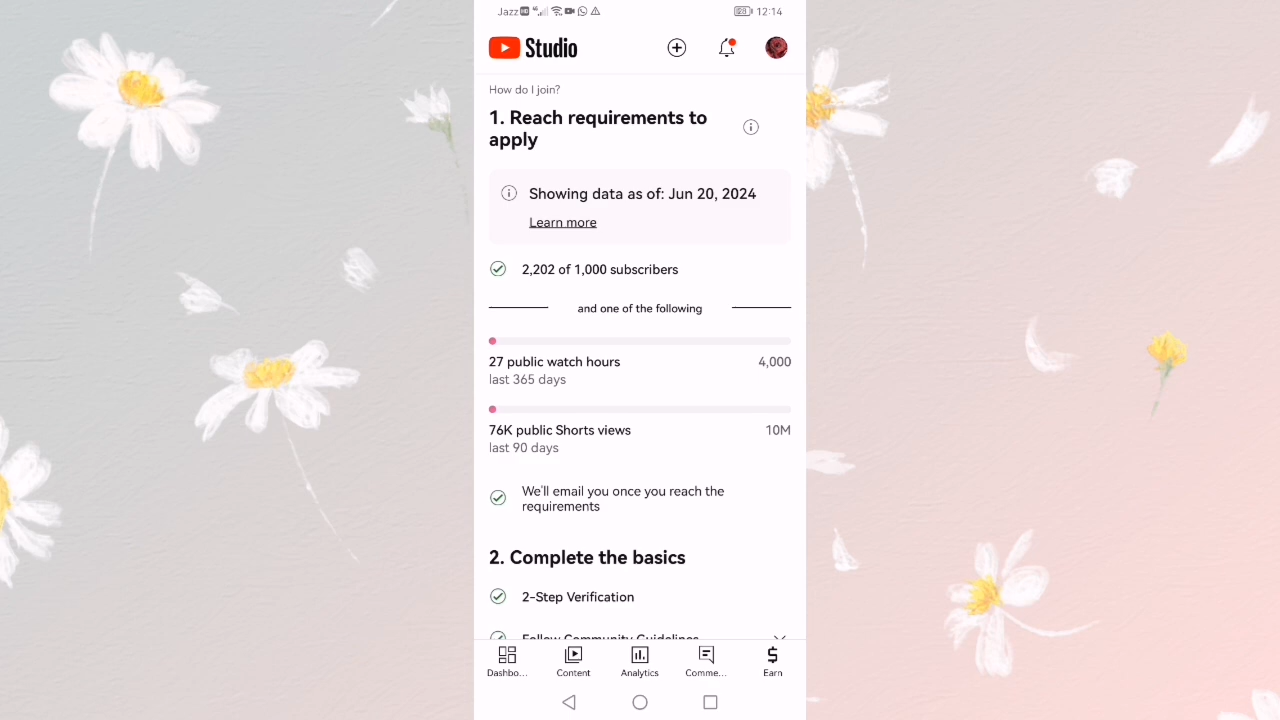 Jazz HD 12:14
Studio
How do I join?
1. Reach requirements to
apply
Showing data as of: Jun 20, 2024
Learn more
2,202 of 1,000 subscribers
and one of the following
27 public watch hours 4,000
last 365 days
76K public Shorts views 10M
last 90 days
We'll email you once you reach the
requirements
2. Complete the basics
2-Step Verification
Follow Community Guidelines
Dashbo... Content Analytics Comme... Earn